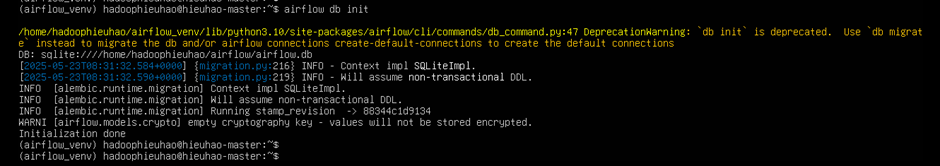 (airflow_venv) hadoophieuhao@hieuhao-master:~$
(airflow_venv) hadoophieuhao@hieuhao-master:~$ airflow db init
/home/hadoophieuhao/airflow_venv/lib/python3.10/site-packages/airflow/cli/commands/db_command.py:47 DeprecationWarning: `db init` is deprecated.  Use `db migrat
e` instead to migrate the db and/or airflow connections create-default-connections to create the default connections
DB: sqlite:////home/hadoophieuhao/airflow/airflow.db
[2025-05-23T08:31:32.584+0000] {migration.py:216} INFO - Context impl SQLiteImpl.
[2025-05-23T08:31:32.590+0000] {migration.py:219} INFO - Will assume non-transactional DDL.
INFO  [alembic.runtime.migration] Context impl SQLiteImpl.
INFO  [alembic.runtime.migration] Will assume non-transactional DDL.
INFO  [alembic.runtime.migration] Running stamp_revision  -> 88344c1d9134
WARNI [airflow.models.crypto] empty cryptography key - values will not be stored encrypted.
Initialization done
(airflow_venv) hadoophieuhao@hieuhao-master:~$
(airflow_venv) hadoophieuhao@hieuhao-master:~$